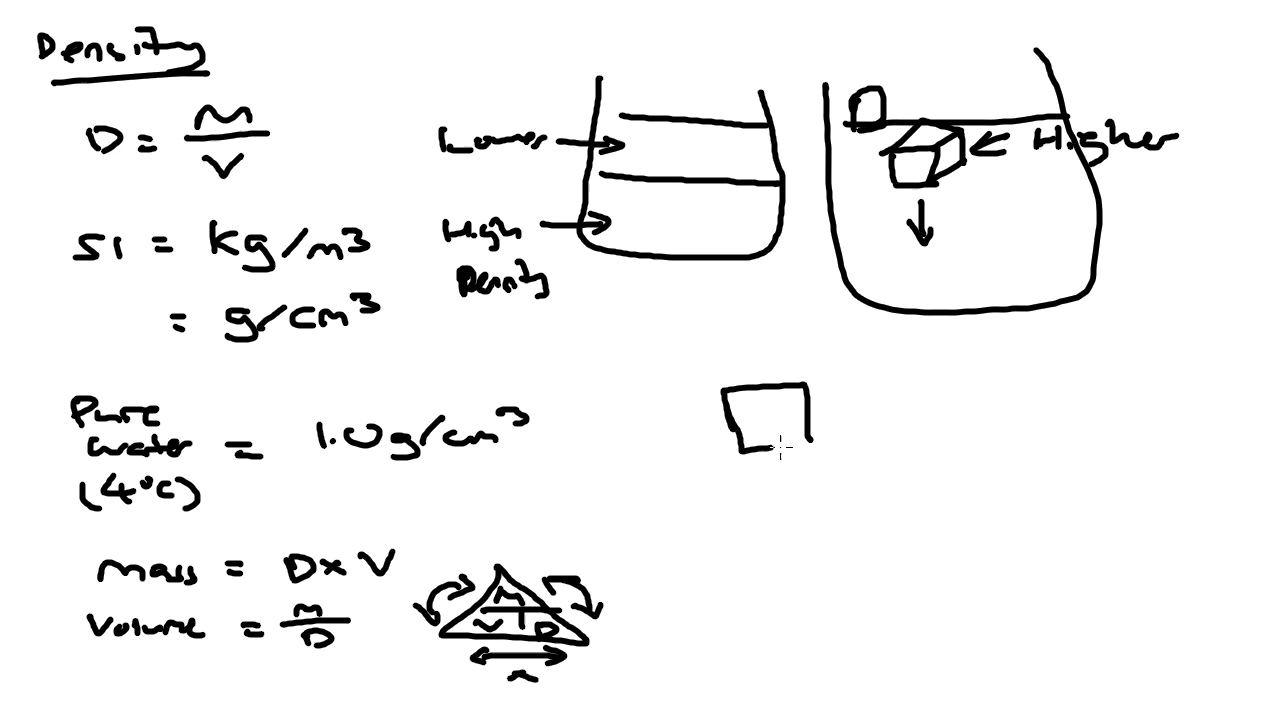 Density
D = M/V
SI = kg/m³
= g/cm³
Pure
water = 1.0g/cm³
(4°C)
mass = D× V
Volume = M/D
M
V D
×
Lower
High
Density
Higher